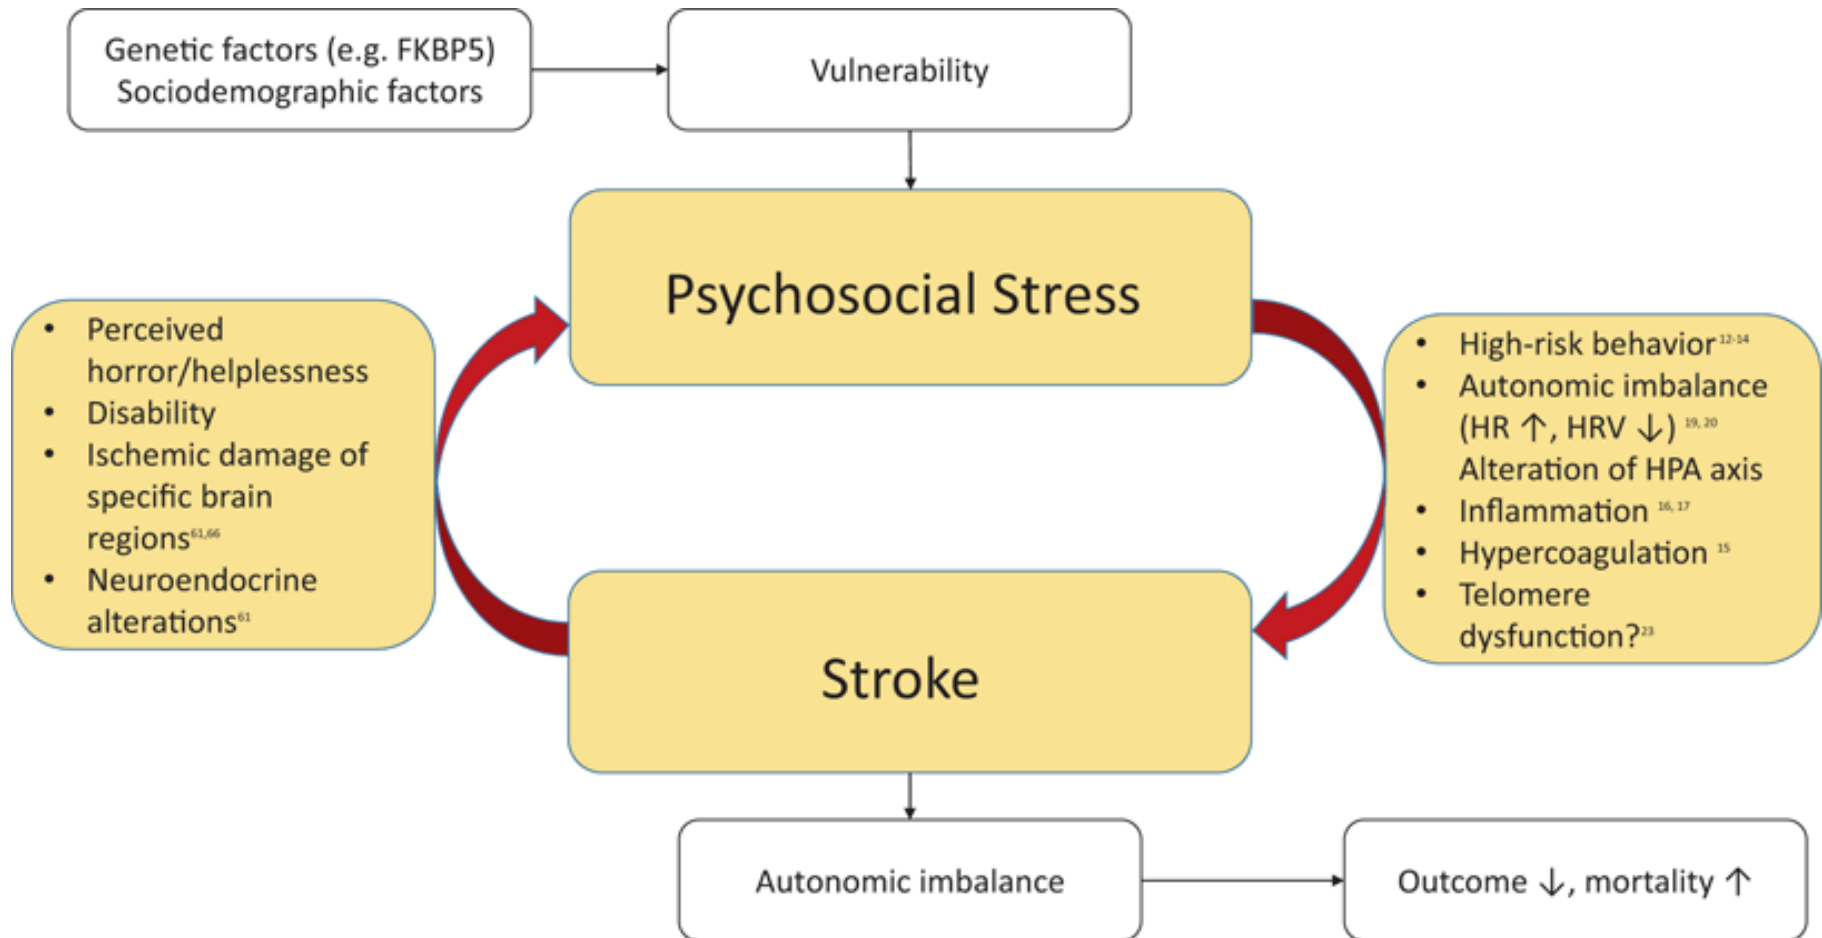 Genetic factors (e.g. FKBP5)
Sociodemographic factors
Vulnerability
Psychosocial Stress
• Perceived
horror/helplessness
• Disability
• Ischemic damage of
specific brain
regions61,66
• Neuroendocrine
alterations61
• High-risk behavior12-14
• Autonomic imbalance
(HR ↑, HRV ↓) 19, 20
Alteration of HPA axis
• Inflammation 16, 17
• Hypercoagulation 15
• Telomere
dysfunction?23
Stroke
Autonomic imbalance
Outcome ↓, mortality ↑